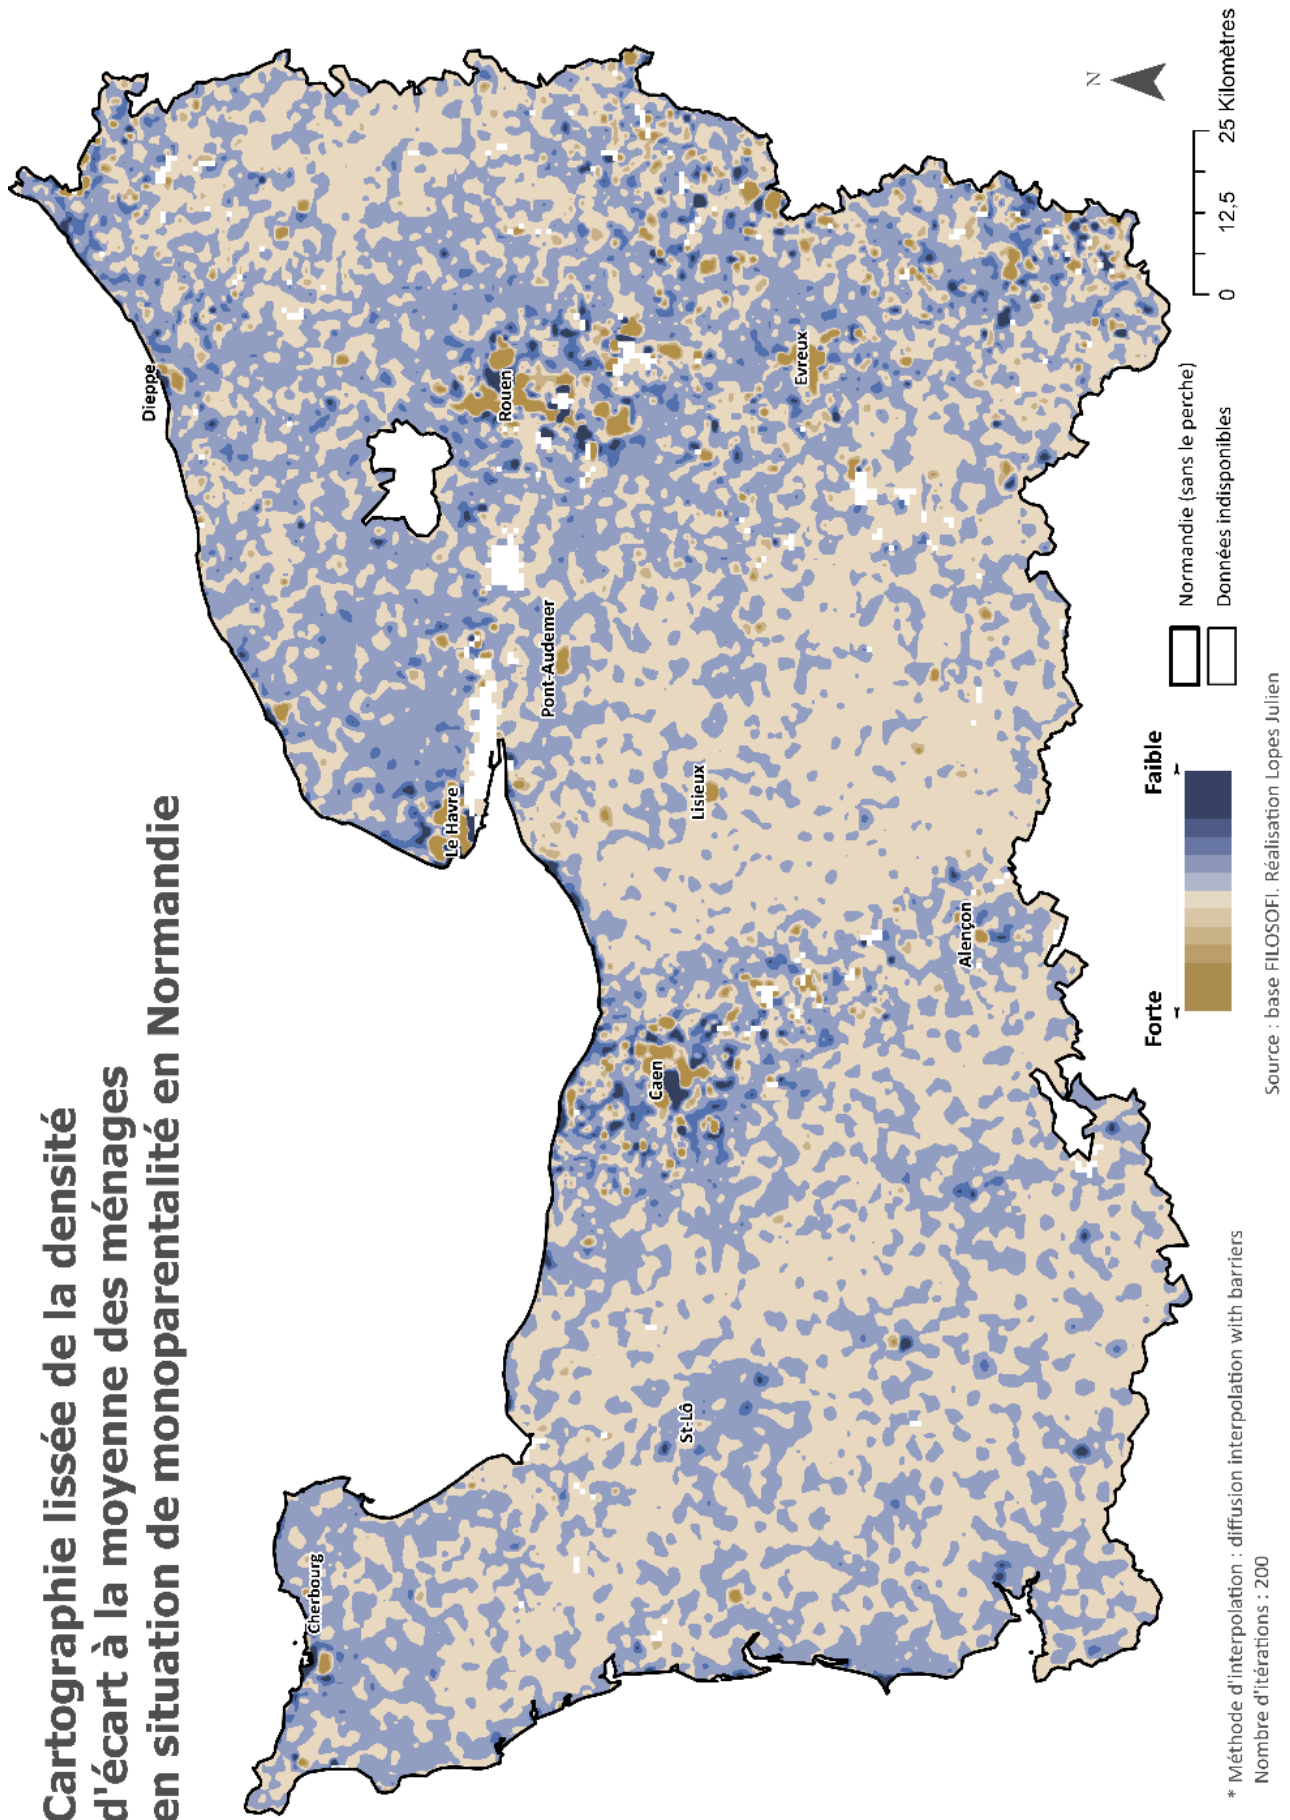 Cartographie lissée de la densité
d'écart à la moyenne des ménages
en situation de monoparentalité en Normandie
Cherbourg
St-Lô
Caen
Alençon
Lisieux
Le Havre
Pont-Audemer
Dieppe
Rouen
Evreux
Forte
Faible
Normandie (sans le perche)
Données indisponibles
0 12,5 25 Kilomètres
N
* Méthode d'interpolation : diffusion interpolation with barriers
Nombre d'itérations : 200
Source : base FILOSOFI. Réalisation Lopes Julien